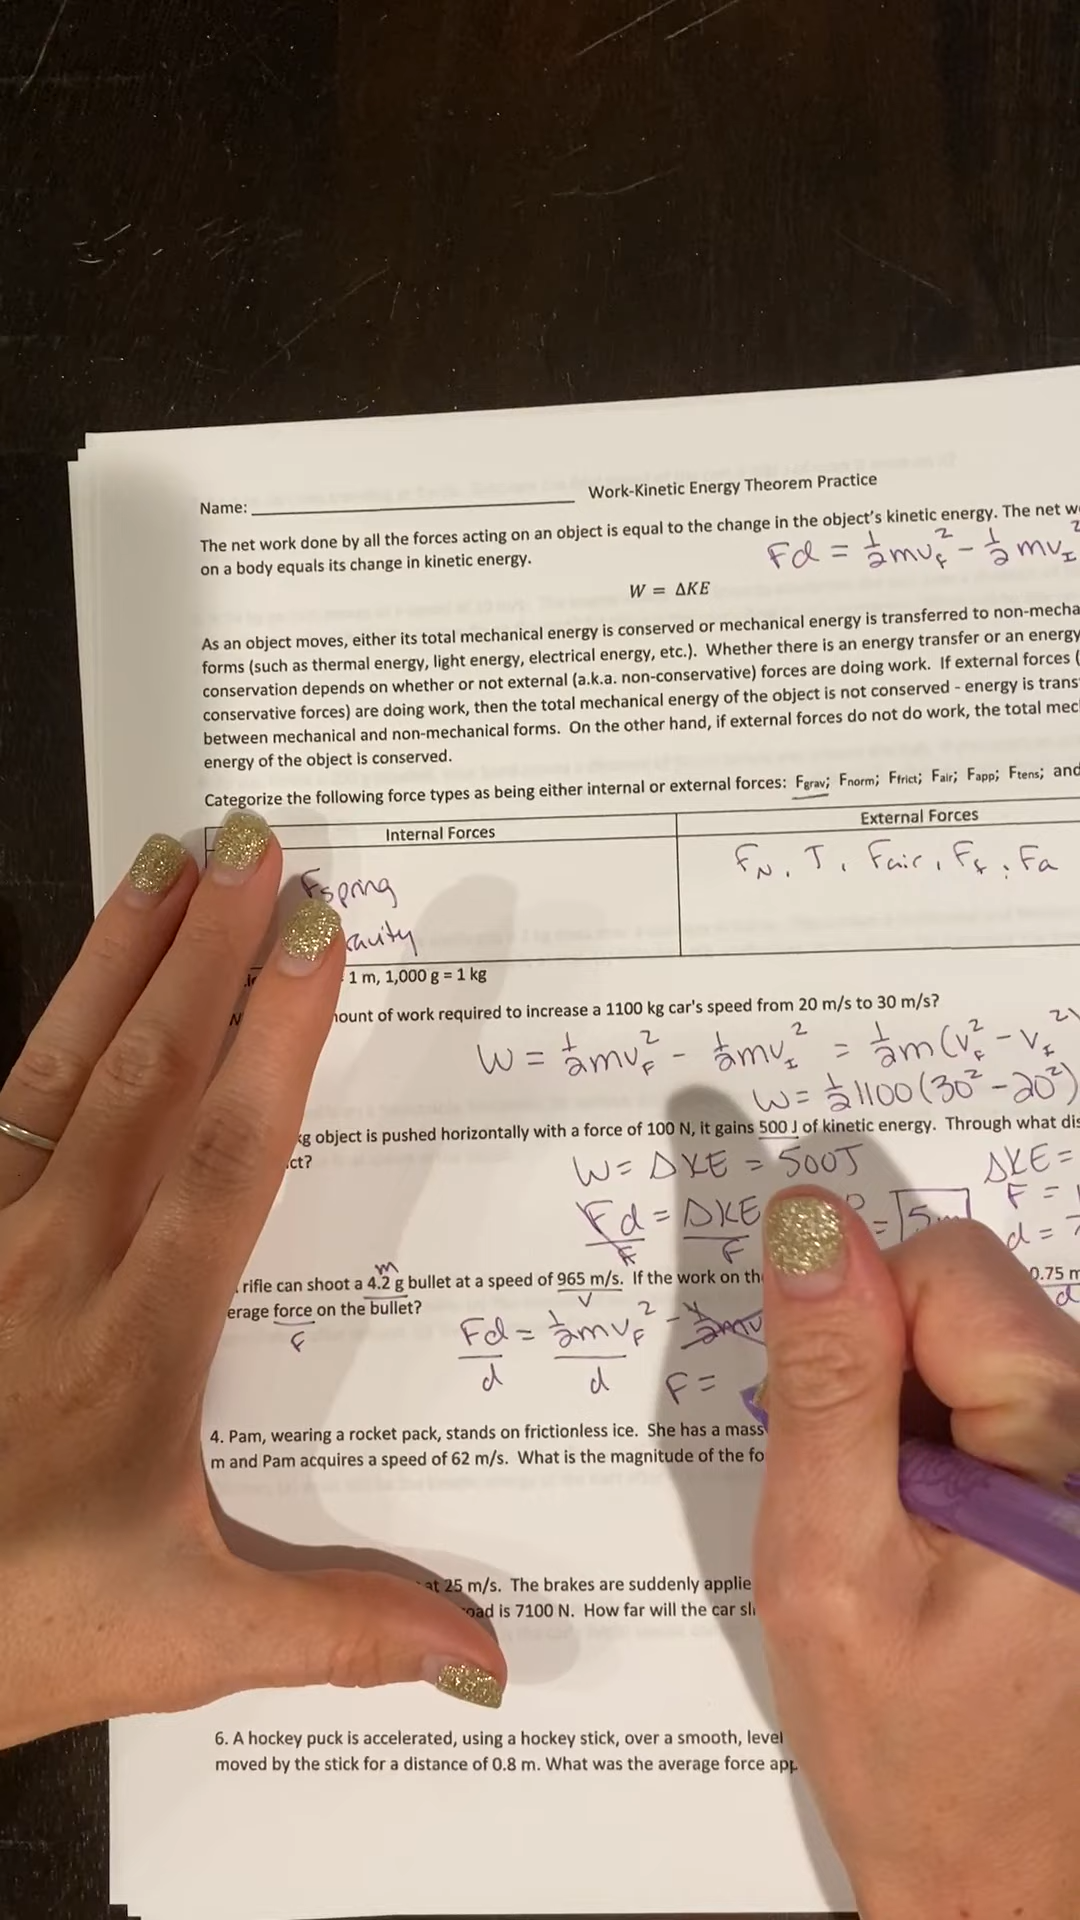 Name: Work-Kinetic Energy Theorem Practice
The net work done by all the forces acting on an object is equal to the change in the object's kinetic energy. The net
on a body equals its change in kinetic energy.
Fd = ½mv_F² - ½mv_I²
W = ΔKE
As an object moves, either its total mechanical energy is conserved or mechanical energy is transferred to non-mecha
forms (such as thermal energy, light energy, electrical energy, etc.). Whether there is an energy transfer or an energy
conservation depends on whether or not external (a.k.a. non-conservative) forces are doing work. If external forces (
conservative forces) are doing work, then the total mechanical energy of the object is not conserved - energy is trans
between mechanical and non-mechanical forms. On the other hand, if external forces do not do work, the total mec
energy of the object is conserved.
Categorize the following force types as being either internal or external forces: Fgrav; Fnorm; Ffrict; Fair; Fapp; Ftens; and
Internal Forces External Forces
Fspring F_N, T, Fair, F_f, Fa
avity
1 m, 1,000 g = 1 kg
ount of work required to increase a 1100 kg car's speed from 20 m/s to 30 m/s?
W = ½mv_F² - ½mv_I² = ½m(v_F² - v_I²)
W = ½1100(30² - 20²)
kg object is pushed horizontally with a force of 100 N, it gains 500 J of kinetic energy. Through what dis
ct?
W = ΔKE = 500J ΔKE =
F =
Fd = ΔKE = 5m d = ?
F F
m
rifle can shoot a 4.2 g bullet at a speed of 965 m/s. If the work on th 0.75 m
v d
erage force on the bullet?
F
Fd = ½mv_F² - ½mv
d d F =
4. Pam, wearing a rocket pack, stands on frictionless ice. She has a mass
m and Pam acquires a speed of 62 m/s. What is the magnitude of the fo
at 25 m/s. The brakes are suddenly applie
oad is 7100 N. How far will the car sli
6. A hockey puck is accelerated, using a hockey stick, over a smooth, level
moved by the stick for a distance of 0.8 m. What was the average force app